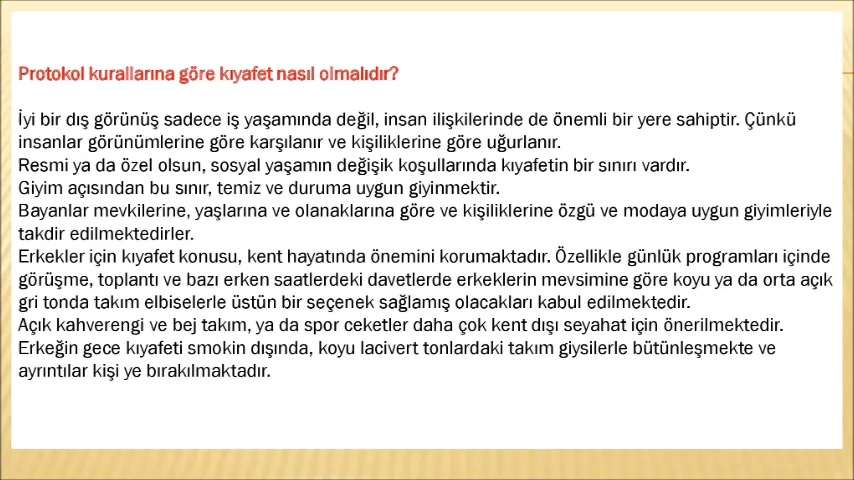 Protokol kurallarına göre kıyafet nasıl olmalıdır?
İyi bir dış görünüş sadece iş yaşamında değil, insan ilişkilerinde de önemli bir yere sahiptir. Çünkü
insanlar görünümlerine göre karşılanır ve kişiliklerine göre uğurlanır.
Resmi ya da özel olsun, sosyal yaşamın değişik koşullarında kıyafetin bir sınırı vardır.
Giyim açısından bu sınır, temiz ve duruma uygun giyinmektir.
Bayanlar mevkilerine, yaşlarına ve olanaklarına göre ve kişiliklerine özgü ve modaya uygun giyimleriyle
takdir edilmektedirler.
Erkekler için kıyafet konusu, kent hayatında önemini korumaktadır. Özellikle günlük programları içinde
görüşme, toplantı ve bazı erken saatlerdeki davetlerde erkeklerin mevsimine göre koyu ya da orta açık
gri tonda takım elbiselerle üstün bir seçenek sağlamış olacakları kabul edilmektedir.
Açık kahverengi ve bej takım, ya da spor ceketler daha çok kent dışı seyahat için önerilmektedir.
Erkeğin gece kıyafeti smokin dışında, koyu lacivert tonlardaki takım giysilerle bütünleşmekte ve
ayrıntılar kişi ye bırakılmaktadır.